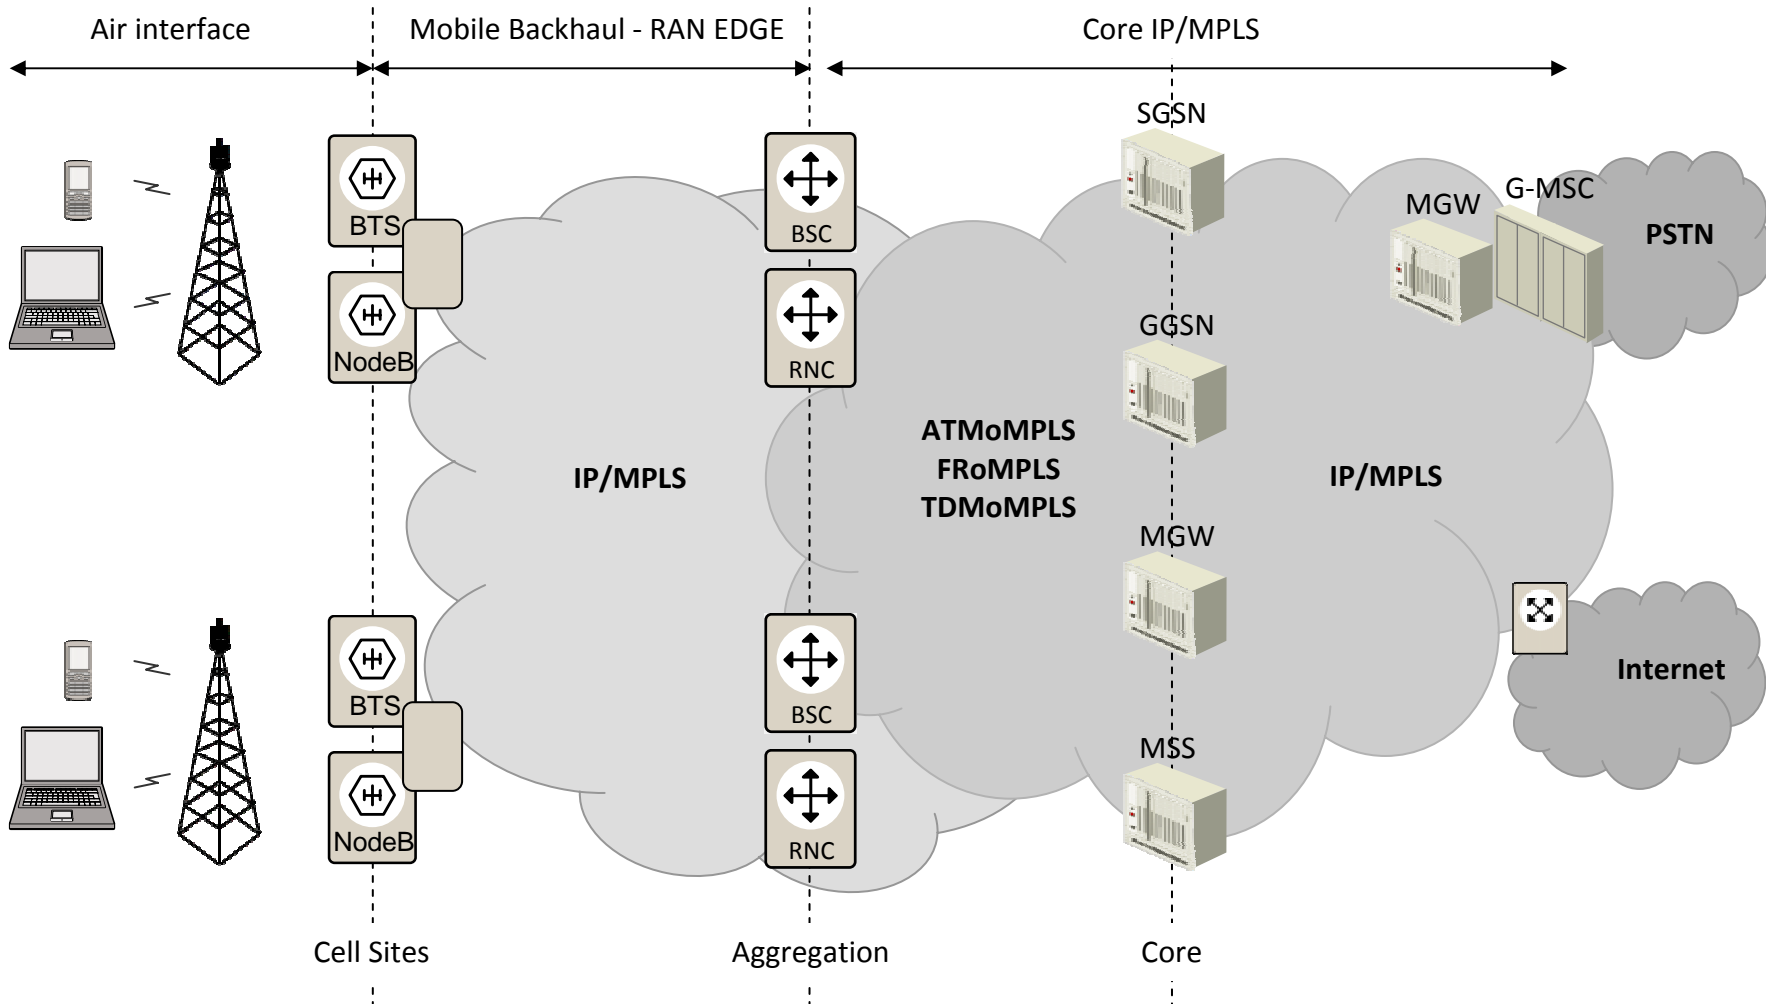 Air interface
Mobile Backhaul - RAN EDGE
Core IP/MPLS
SGSN
BTS
BSC
MGW
G-MSC
PSTN
NodeB
RNC
GGSN
IP/MPLS
ATMoMPLS
FRoMPLS
TDMoMPLS
IP/MPLS
MGW
BTS
BSC
Internet
NodeB
RNC
MSS
Cell Sites
Aggregation
Core